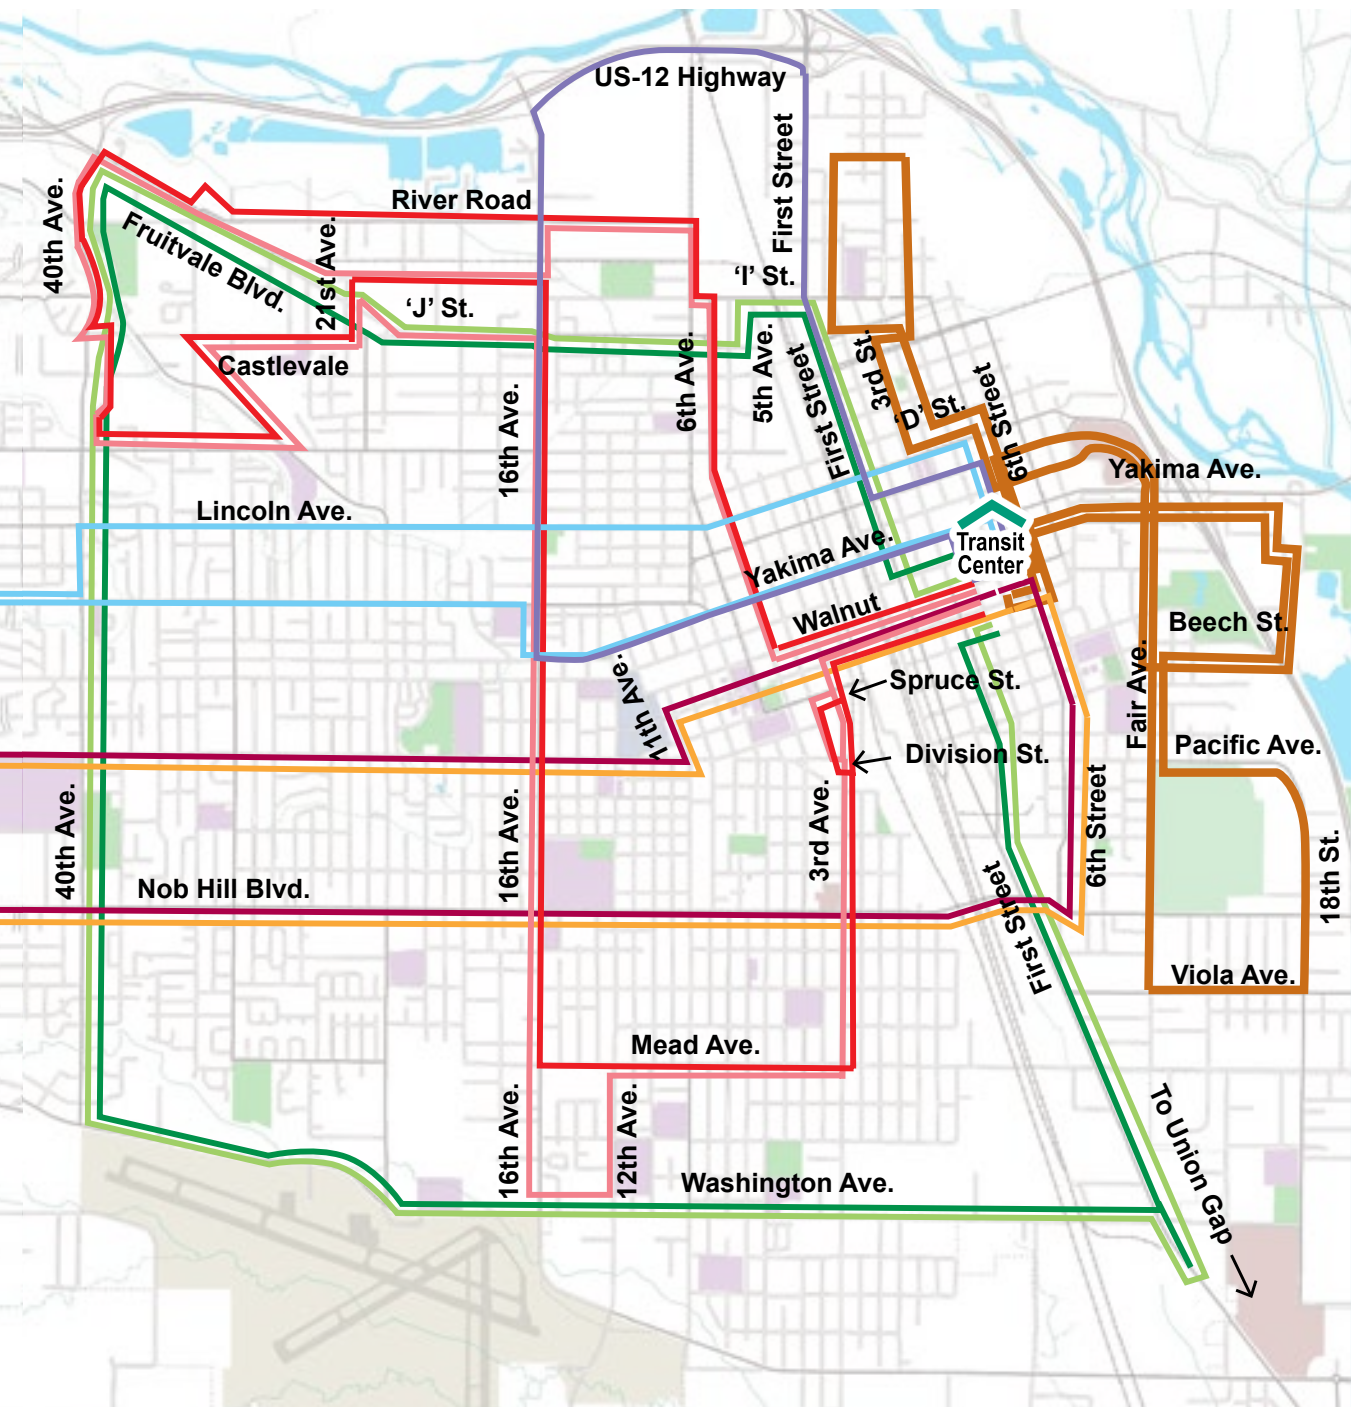 US-12 Highway
First Street
40th Ave.
River Road
Fruitvale Blvd.
21st Ave.
'I' St.
'J' St.
Castlevale
6th Ave.
5th Ave.
First Street
3rd St.
'D' St.
6th Street
16th Ave.
Yakima Ave.
Lincoln Ave.
Yakima Ave.
Transit
Center
Walnut
Beech St.
11th Ave.
Spruce St.
Fair Ave.
Division St.
Pacific Ave.
40th Ave.
16th Ave.
3rd Ave.
6th Street
18th St.
Nob Hill Blvd.
First Street
Viola Ave.
Mead Ave.
16th Ave.
12th Ave.
Washington Ave.
To Union Gap